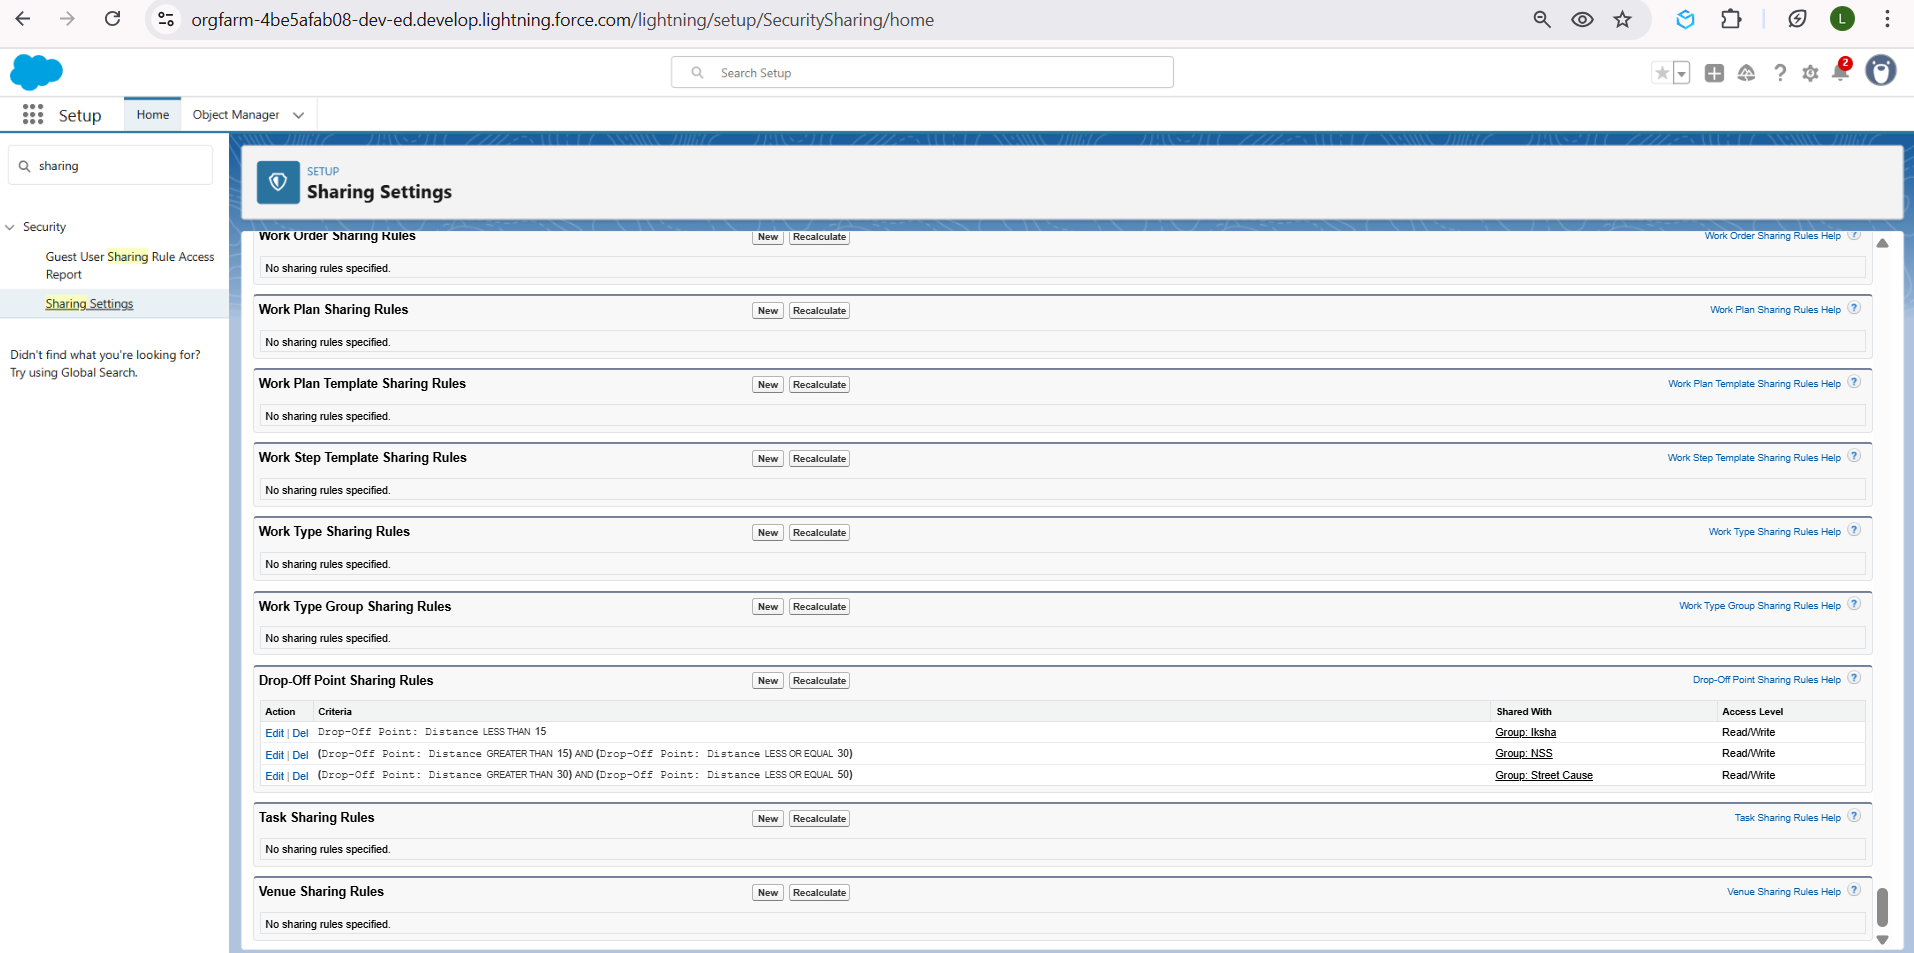 orgfarm-4be5afab08-dev-ed.develop.lightning.force.com/lightning/setup/SecuritySharing/home
L
Search Setup
2
Setup
Home
Object Manager
sharing
Security
Guest User Sharing Rule Access
Report
Sharing Settings
Didn't find what you're looking for?
Try using Global Search.
SETUP
Sharing Settings
Work Order Sharing Rules New Recalculate Work Order Sharing Rules Help ?
No sharing rules specified.
Work Plan Sharing Rules New Recalculate Work Plan Sharing Rules Help ?
No sharing rules specified.
Work Plan Template Sharing Rules New Recalculate Work Plan Template Sharing Rules Help ?
No sharing rules specified.
Work Step Template Sharing Rules New Recalculate Work Step Template Sharing Rules Help ?
No sharing rules specified.
Work Type Sharing Rules New Recalculate Work Type Sharing Rules Help ?
No sharing rules specified.
Work Type Group Sharing Rules New Recalculate Work Type Group Sharing Rules Help ?
No sharing rules specified.
Drop-Off Point Sharing Rules New Recalculate Drop-Off Point Sharing Rules Help ?
Action Criteria Shared With Access Level
Edit | Del Drop-Off Point: Distance LESS THAN 15 Group: Iksha Read/Write
Edit | Del (Drop-Off Point: Distance GREATER THAN 15) AND (Drop-Off Point: Distance LESS OR EQUAL 30) Group: NSS Read/Write
Edit | Del (Drop-Off Point: Distance GREATER THAN 30) AND (Drop-Off Point: Distance LESS OR EQUAL 50) Group: Street Cause Read/Write
Task Sharing Rules New Recalculate Task Sharing Rules Help ?
No sharing rules specified.
Venue Sharing Rules New Recalculate Venue Sharing Rules Help ?
No sharing rules specified.